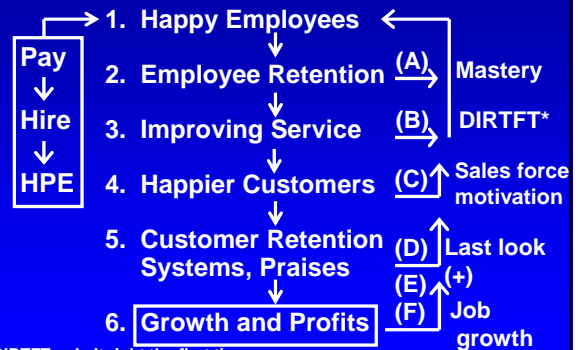 1. Happy Employees
Pay
Hire
HPE
2. Employee Retention (A) Mastery
3. Improving Service (B) DIRTFT*
4. Happier Customers (C) Sales force
motivation
5. Customer Retention
Systems, Praises (D) Last look
(E) (+)
6. Growth and Profits (F) Job
growth